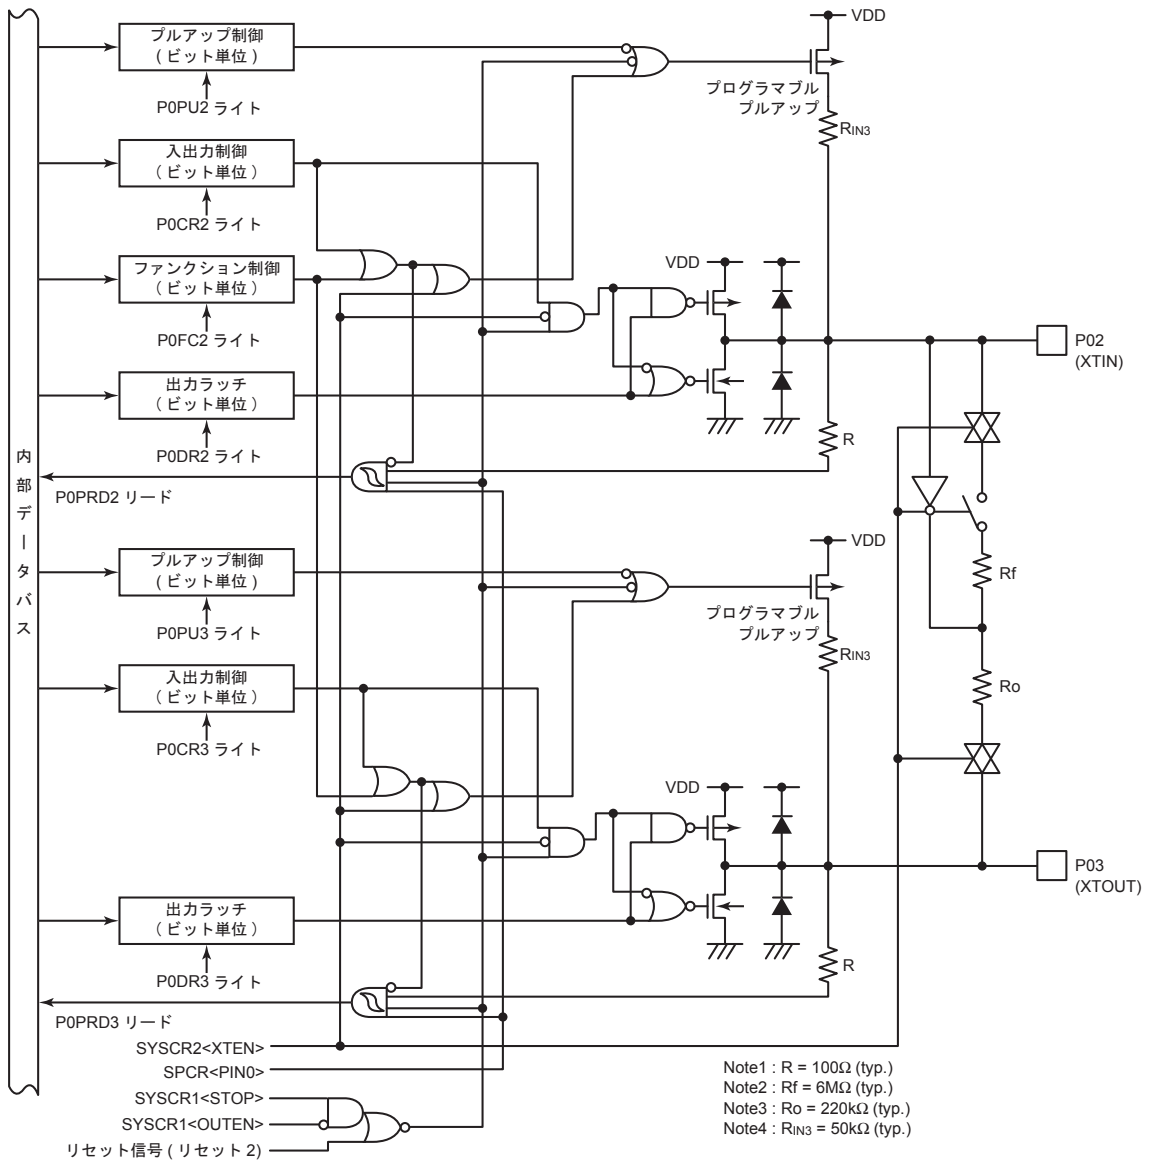 VDD
プルアップ制御
( ビット単位 )
P0PU2 ライト
プログラマブル
プルアップ
RIN3
入出力制御
( ビット単位 )
P0CR2 ライト
ファンクション制御
( ビット単位 )
P0FC2 ライト
VDD
P02
(XTIN)
出力ラッチ
( ビット単位 )
P0DR2 ライト
R
内部データバス
P0PRD2 リード
VDD
プルアップ制御
( ビット単位 )
P0PU3 ライト
プログラマブル
プルアップ
RIN3
Rf
入出力制御
( ビット単位 )
P0CR3 ライト
Ro
VDD
P03
(XTOUT)
出力ラッチ
( ビット単位 )
P0DR3 ライト
R
P0PRD3 リード
SYSCR2<XTEN>
SPCR<PIN0>
SYSCR1<STOP>
SYSCR1<OUTEN>
リセット信号 ( リセット 2)
Note1 : R = 100Ω (typ.)
Note2 : Rf = 6MΩ (typ.)
Note3 : Ro = 220kΩ (typ.)
Note4 : RIN3 = 50kΩ (typ.)